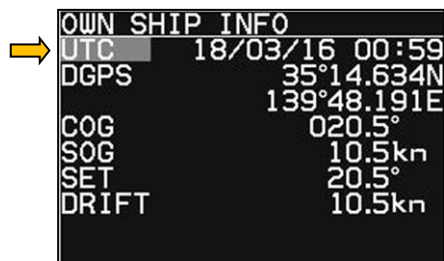 OWN SHIP INFO
UTC 18/03/16 00:59
DGPS 35°14.634N
139°48.191E
COG 020.5°
SOG 10.5kn
SET 20.5°
DRIFT 10.5kn